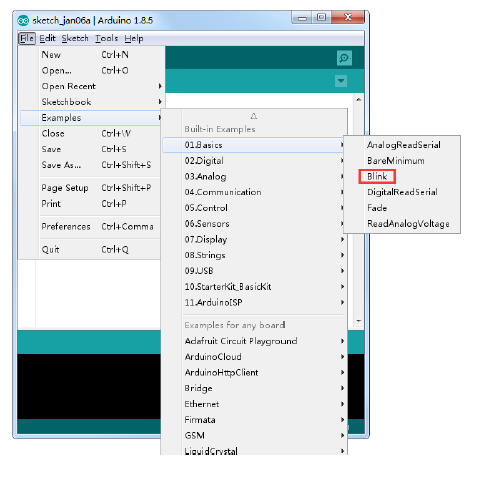 sketch_jan06a | Arduino 1.8.5
File Edit Sketch Tools Help
New Ctrl+N
Open... Ctrl+O
Open Recent
Sketchbook
Examples
Close Ctrl+W
Save Ctrl+S
Save As... Ctrl+Shift+S
Page Setup Ctrl+Shift+P
Print Ctrl+P
Preferences Ctrl+Comma
Quit Ctrl+Q
Built-in Examples
01.Basics
02.Digital
03.Analog
04.Communication
05.Control
06.Sensors
07.Display
08.Strings
09.USB
10.StarterKit_BasicKit
11.ArduinoISP
Examples for any board
Adafruit Circuit Playground
ArduinoCloud
ArduinoHttpClient
Bridge
Ethernet
Firmata
GSM
LiquidCrystal
AnalogReadSerial
BareMinimum
Blink
DigitalReadSerial
Fade
ReadAnalogVoltage